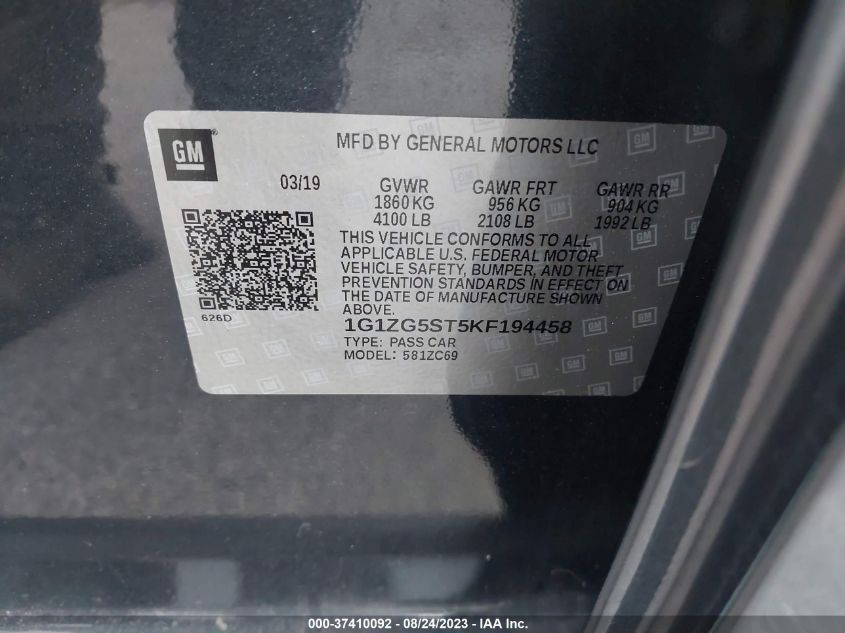 GM
MFD BY GENERAL MOTORS LLC
03/19
GVWR GAWR FRT GAWR RR
1860 KG 956 KG 904 KG
4100 LB 2108 LB 1992 LB
THIS VEHICLE CONFORMS TO ALL
APPLICABLE U.S. FEDERAL MOTOR
VEHICLE SAFETY, BUMPER, AND THEFT
PREVENTION STANDARDS IN EFFECT ON
THE DATE OF MANUFACTURE SHOWN
ABOVE.
626D
1G1ZG5ST5KF194458
TYPE: PASS CAR
MODEL: 581ZC69
000-37410092 - 08/24/2023 - IAA Inc.